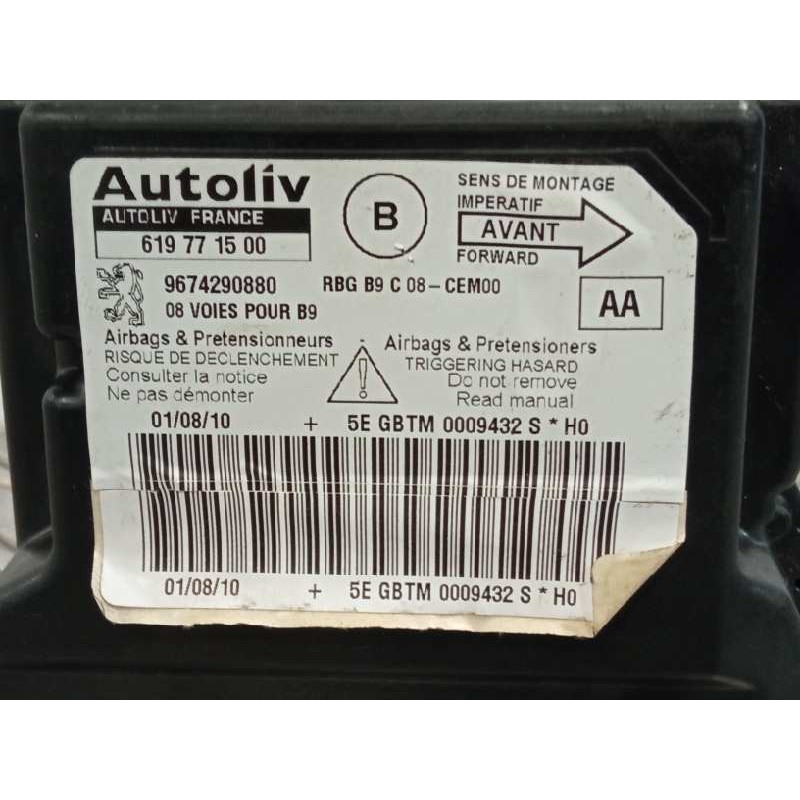 Autoliv
AUTOLIV FRANCE
619 77 15 00
B
SENS DE MONTAGE
IMPERATIF
AVANT
FORWARD
9674290880
RBG B9 C 08-CEM00
08 VOIES POUR B9
AA
Airbags & Pretensionneurs
RISQUE DE DECLENCHEMENT
Consulter la notice
Ne pas démonter
!
Airbags & Pretensioners
TRIGGERING HASARD
Do not remove
Read manual
01/08/10 + 5E GBTM 0009432 S * H0
01/08/10 + 5E GBTM 0009432 S * H0